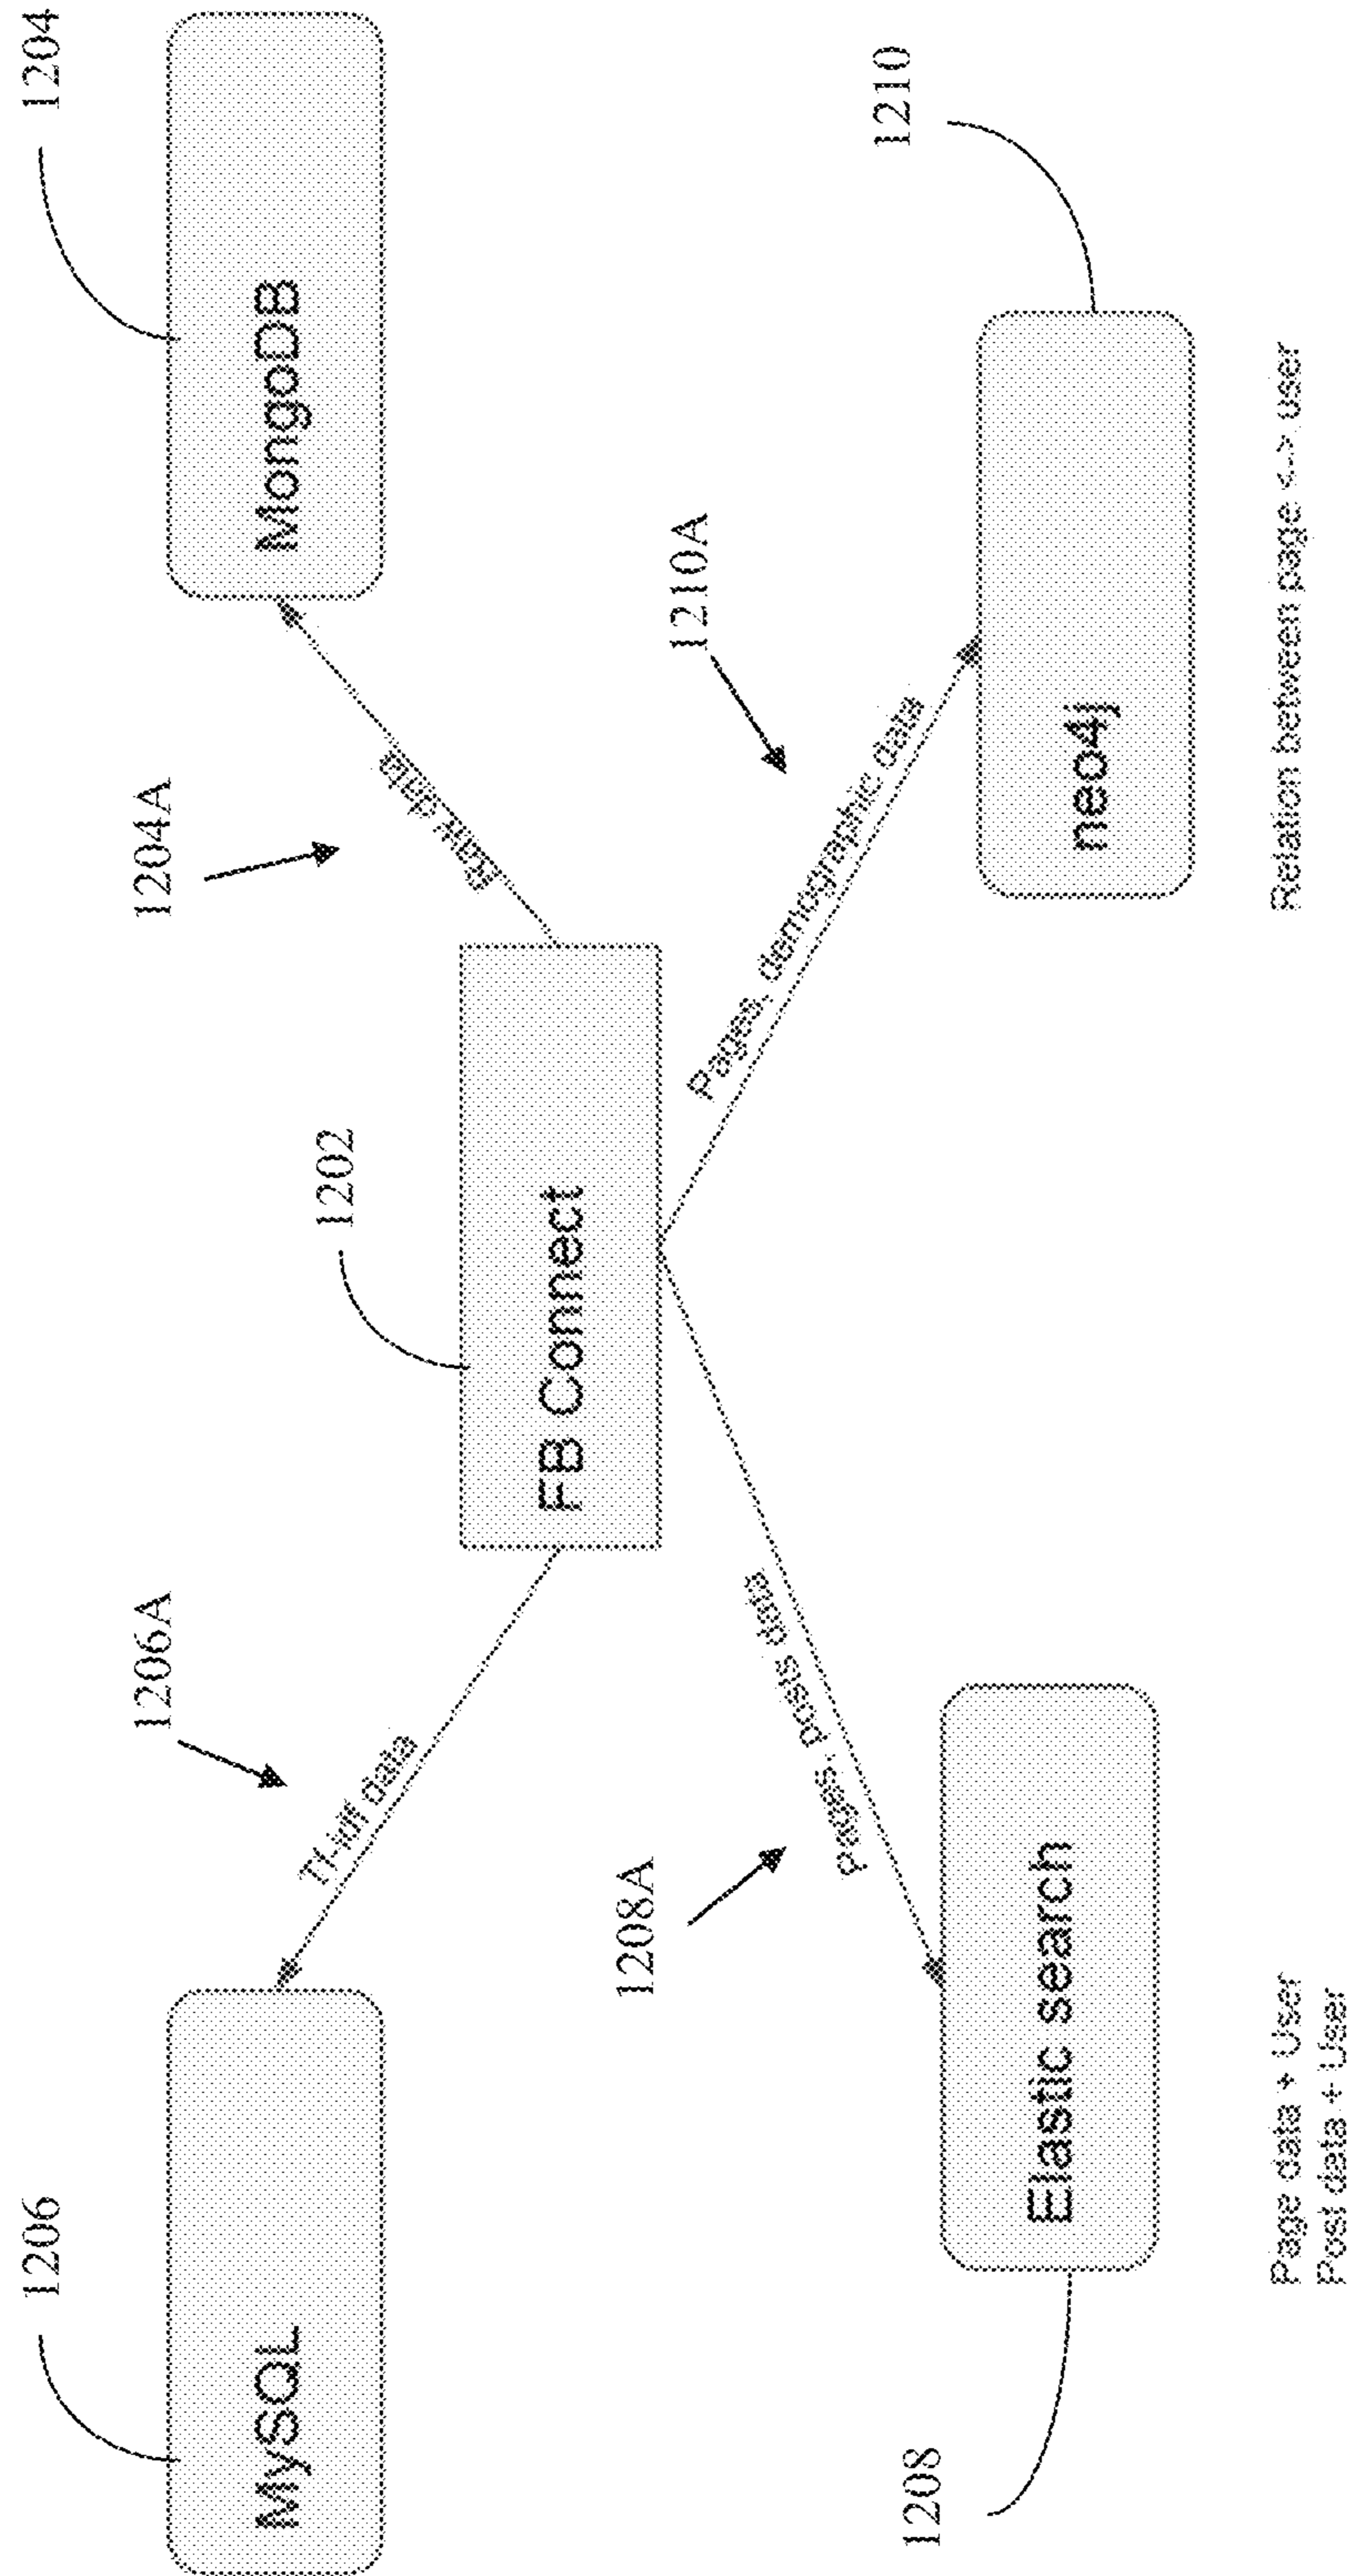 1206
1204
1206A
1204A
MySQL
MongoDB
1202
Tf-idf data
Raw data
FB Connect
1208A
1210A
pages, posts data
Pages, demographic data
1208
1210
Elastic search
neo4j
Page data + User
Post data + User
Relation between page <-> user